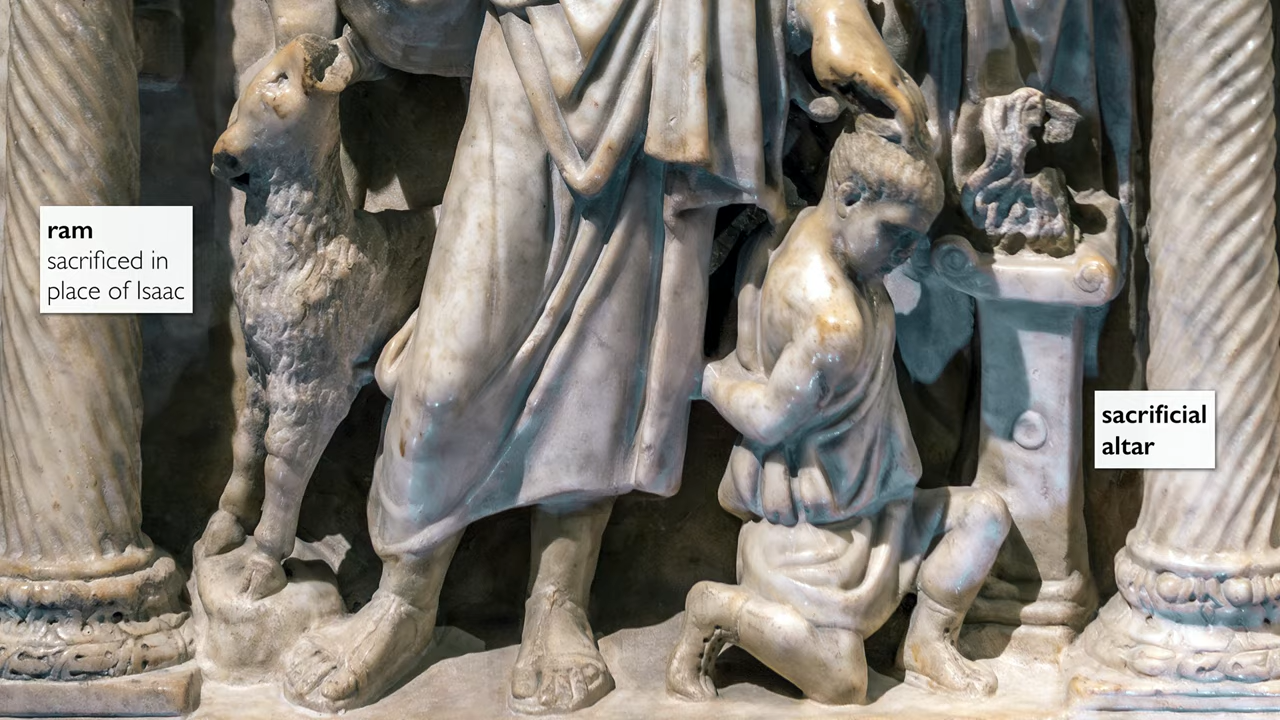 ram
sacrificed in
place of Isaac
sacrificial
altar